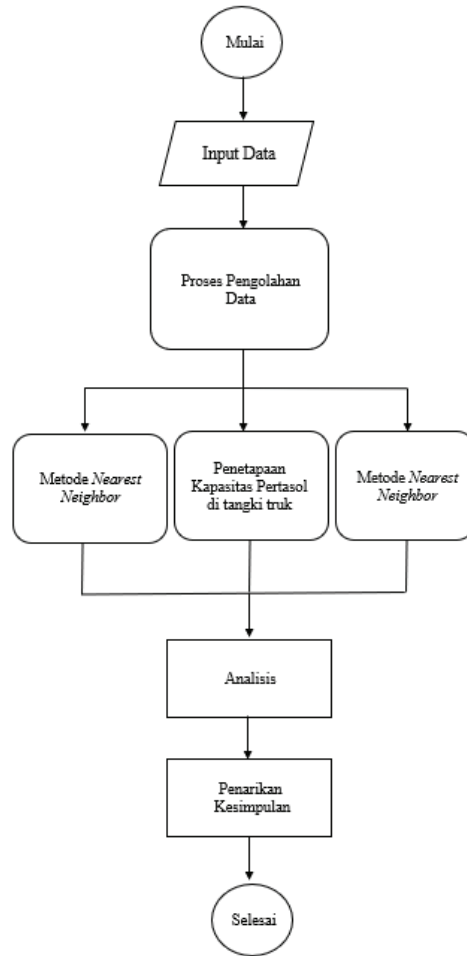 Mulai
Input Data
Proses Pengolahan
Data
Metode Nearest
Neighbor
Penetapaan
Kapasitas Pertasol
di tangki truk
Metode Nearest
Neighbor
Analisis
Penarikan
Kesimpulan
Selesai